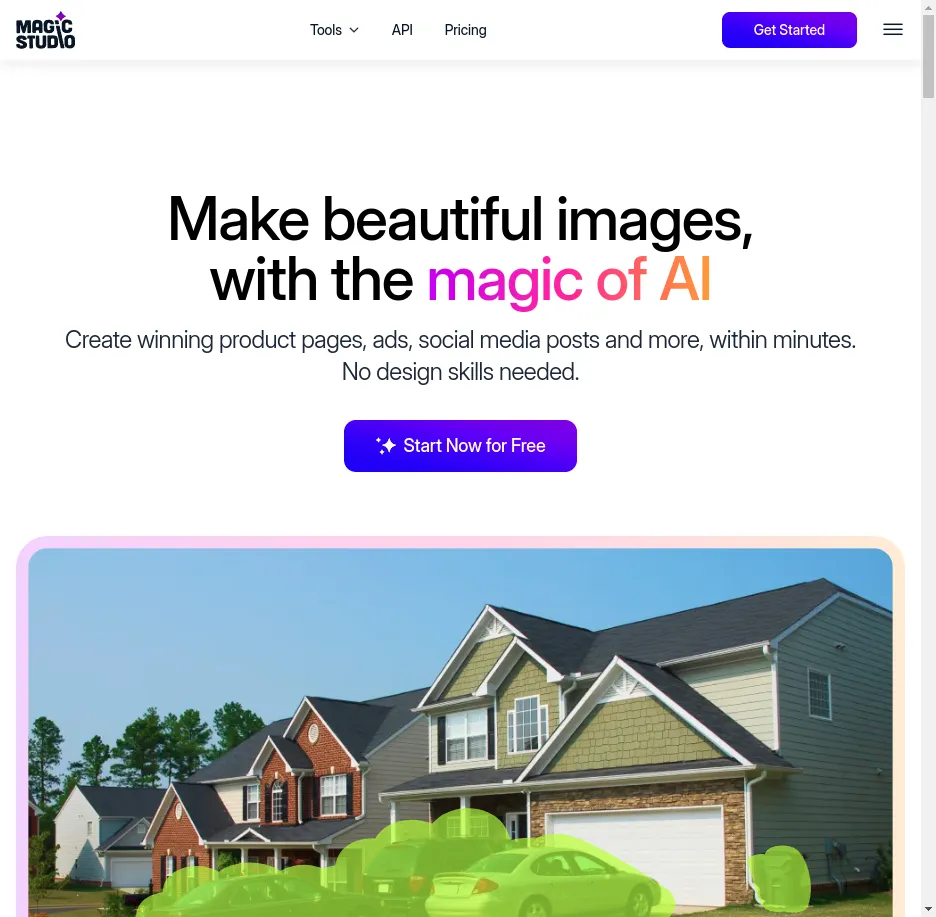 MAGIC
STUDIO
Tools
API
Pricing
Get Started
Make beautiful images,
with the magic of AI
Create winning product pages, ads, social media posts and more, within minutes.
No design skills needed.
Start Now for Free